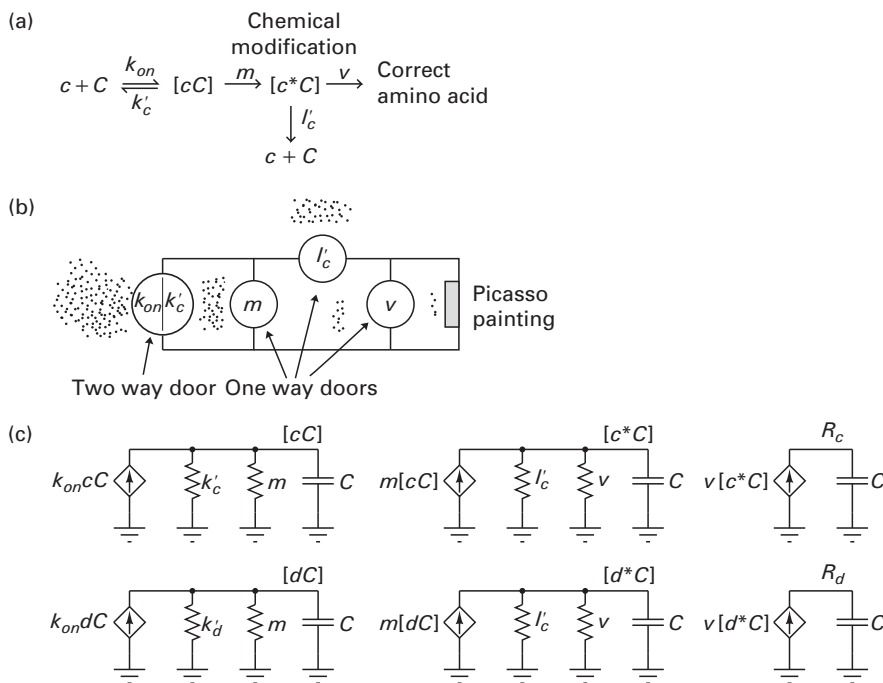 (a)
Chemical
modification
c + C k_on k'_c [cC] m [c*C] v Correct
amino acid
l'_c
c + C
(b)
l'_c
k_on k'_c m v Picasso
painting
Two way door One way doors
(c)
[cC] [c*C] R_c
k_on cC k'_c m C m[cC] l'_c v C v[c*C] C
[dC] [d*C] R_d
k_on dC k'_d m C m[dC] l'_c v C v[d*C] C